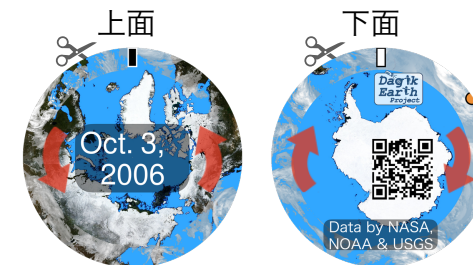 上面
下面
Oct. 3,
2006
Dagik
Earth
Project
Data by NASA,
NOAA & USGS